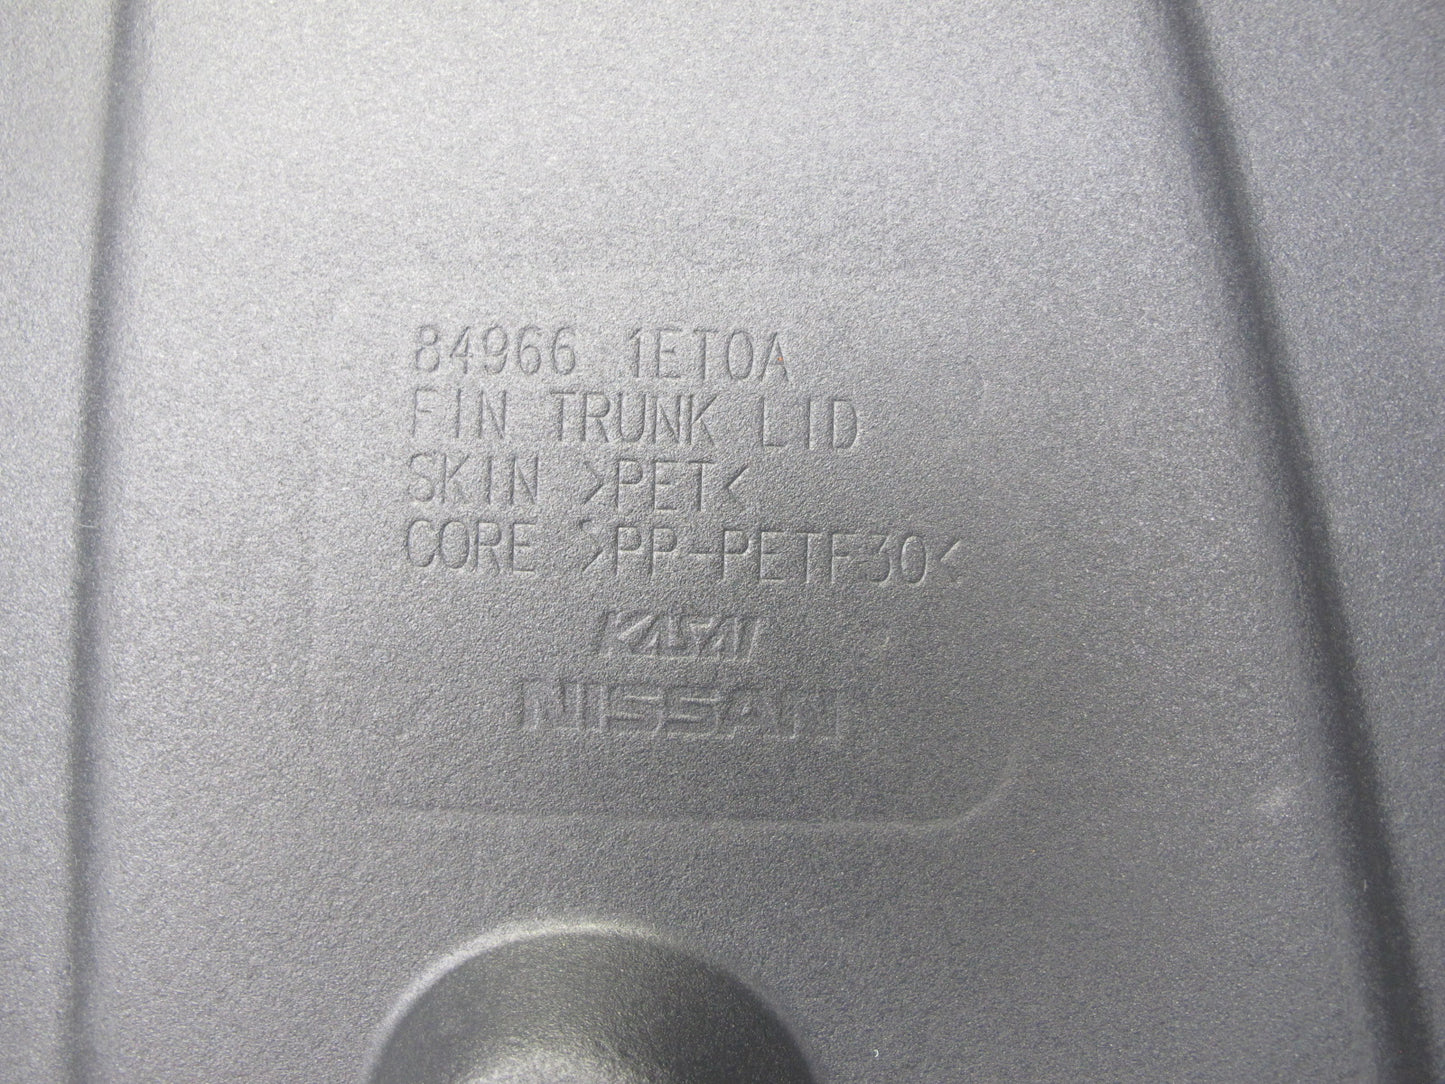 84966 1ET0A
FIN TRUNK LID
SKIN >PET<
CORE >PP-PETF30<
KASAI
NISSAN